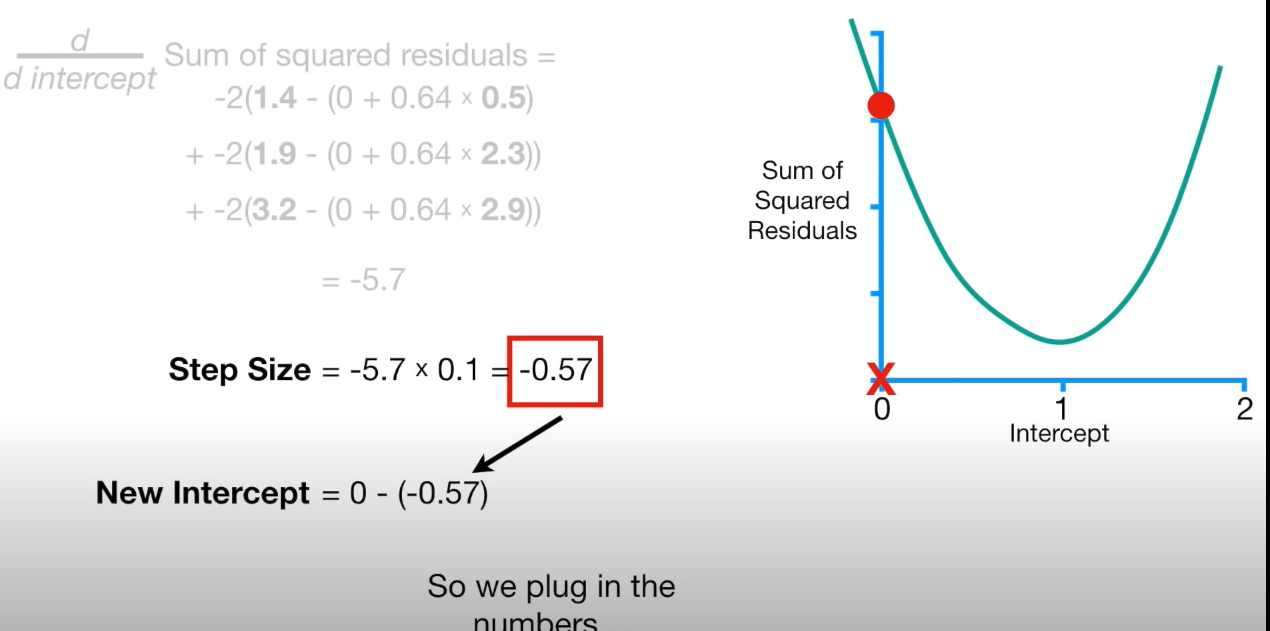 d
d intercept
Sum of squared residuals =
-2(1.4 - (0 + 0.64 × 0.5)
+ -2(1.9 - (0 + 0.64 × 2.3))
+ -2(3.2 - (0 + 0.64 × 2.9))
= -5.7
Step Size = -5.7 × 0.1 = -0.57
New Intercept = 0 - (-0.57)
So we plug in the
numbers
Sum of
Squared
Residuals
X
0 1 2
Intercept